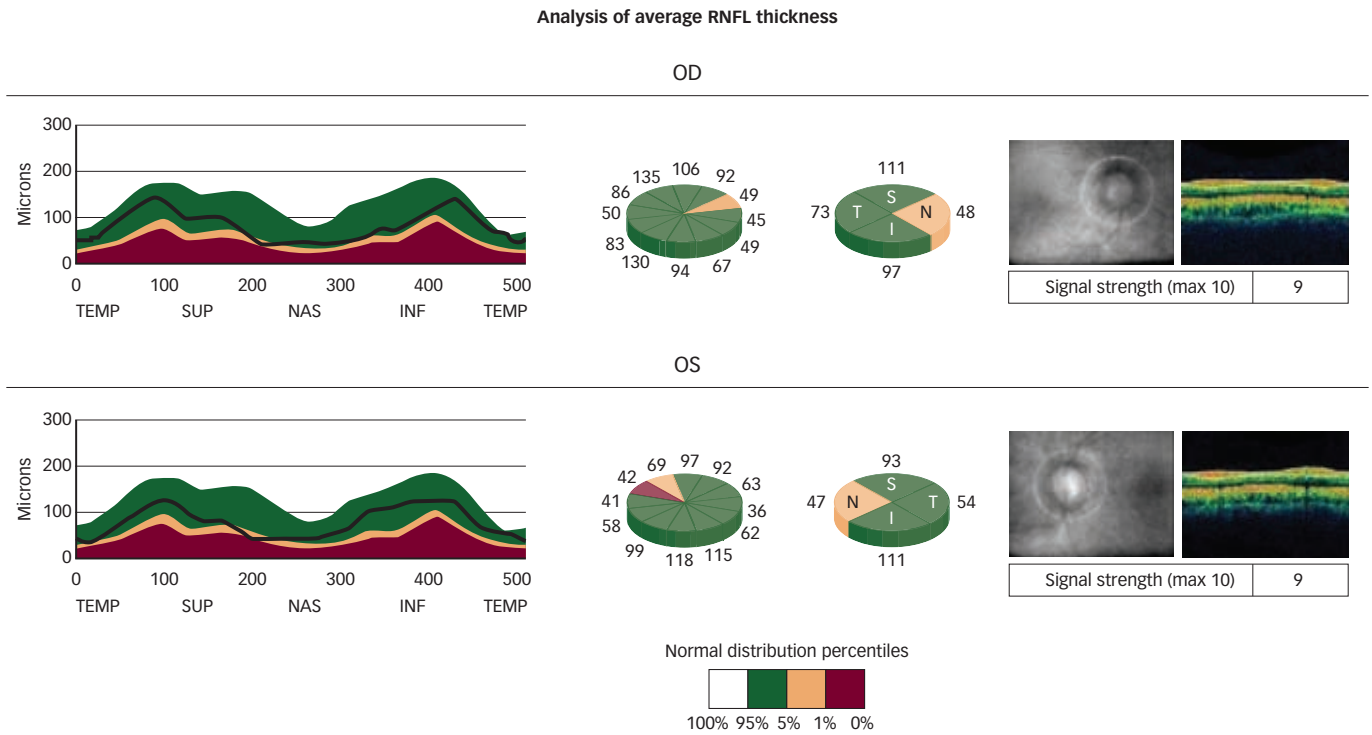 Analysis of average RNFL thickness
OD
Microns
300
200
100
0
0 100 200 300 400 500
TEMP SUP NAS INF TEMP
106
92
49
45
49
67
94
130
83
50
86
135
111
48
97
73
S
N
I
T
Signal strength (max 10) 9
OS
Microns
300
200
100
0
0 100 200 300 400 500
TEMP SUP NAS INF TEMP
97
92
63
36
62
115
118
99
58
41
42
69
93
54
111
47
S
T
I
N
Signal strength (max 10) 9
Normal distribution percentiles
100% 95% 5% 1% 0%